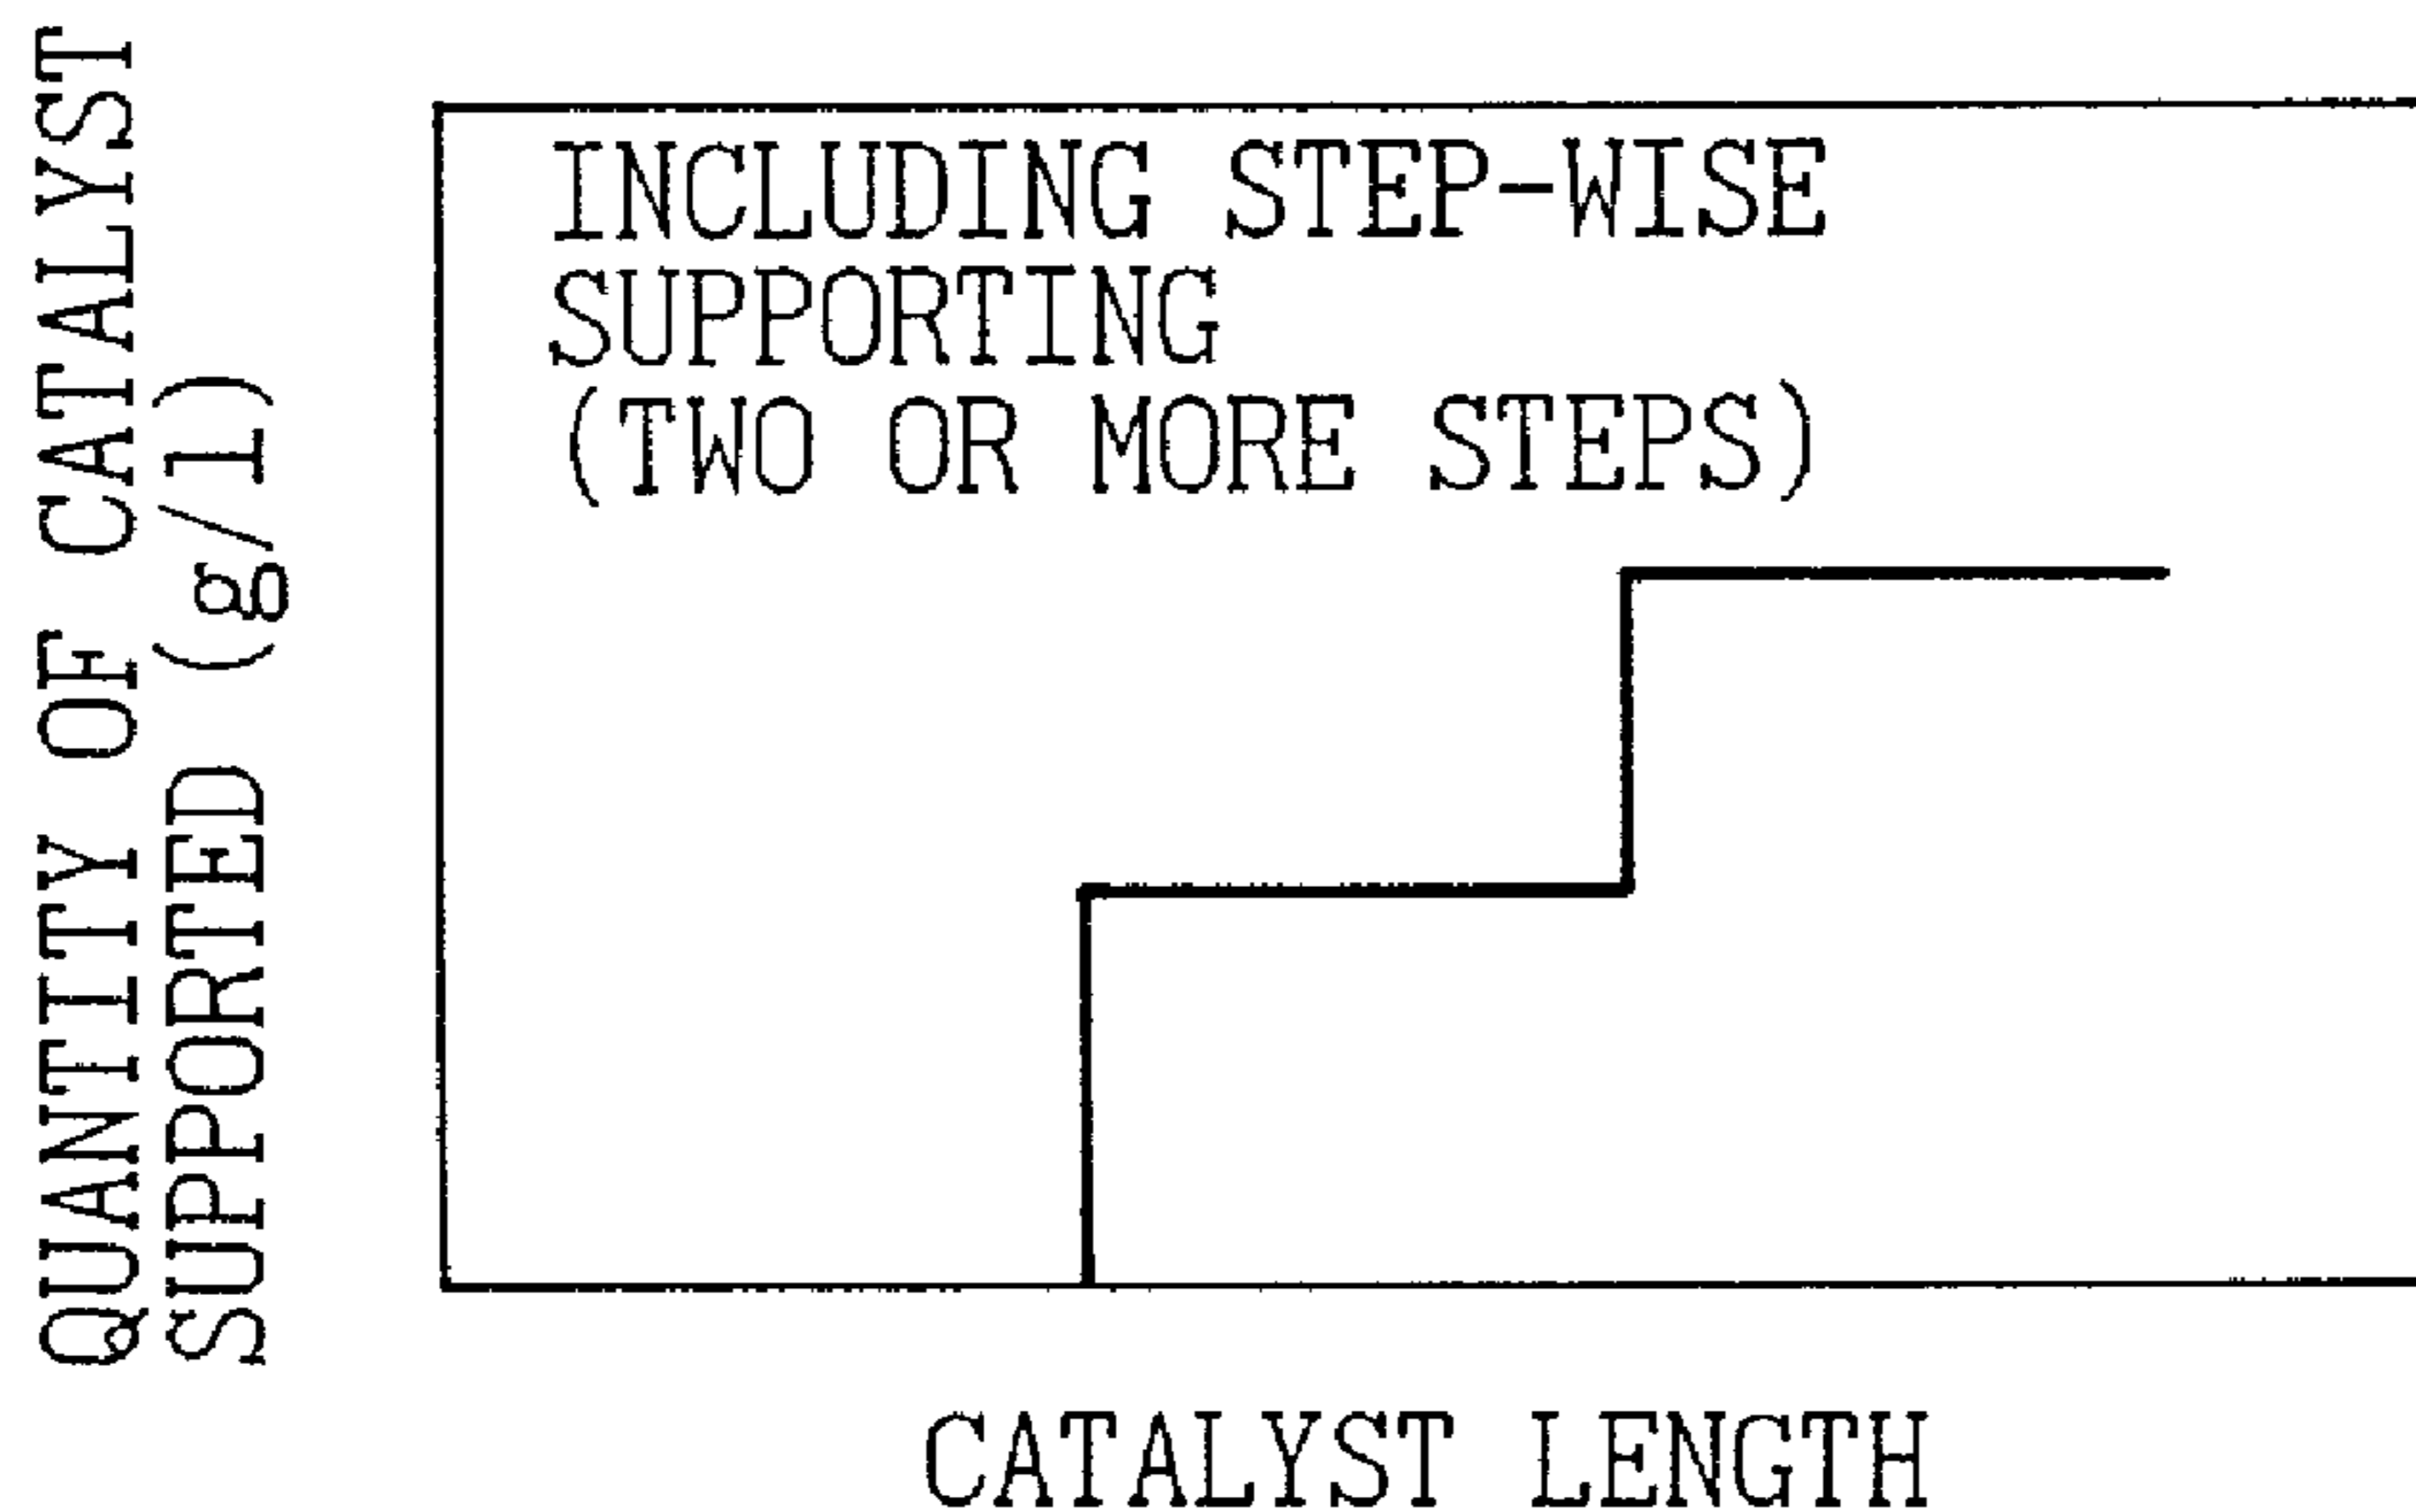 QUANTITY OF CATALYST
SUPPORTED (g/l)
INCLUDING STEP-WISE
SUPPORTING
(TWO OR MORE STEPS)
CATALYST LENGTH